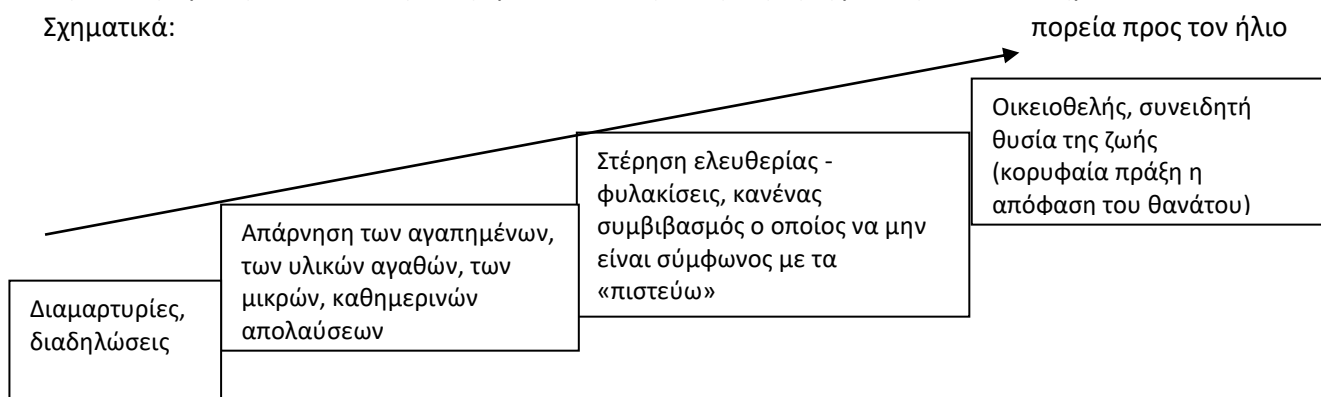 Σχηματικά:
πορεία προς τον ήλιο
Οικειοθελής, συνειδητή
θυσία της ζωής
(κορυφαία πράξη η
απόφαση του θανάτου)
Στέρηση ελευθερίας -
φυλακίσεις, κανένας
συμβιβασμός ο οποίος να μην
είναι σύμφωνος με τα
«πιστεύω»
Απάρνηση των αγαπημένων,
των υλικών αγαθών, των
μικρών, καθημερινών
απολαύσεων
Διαμαρτυρίες,
διαδηλώσεις